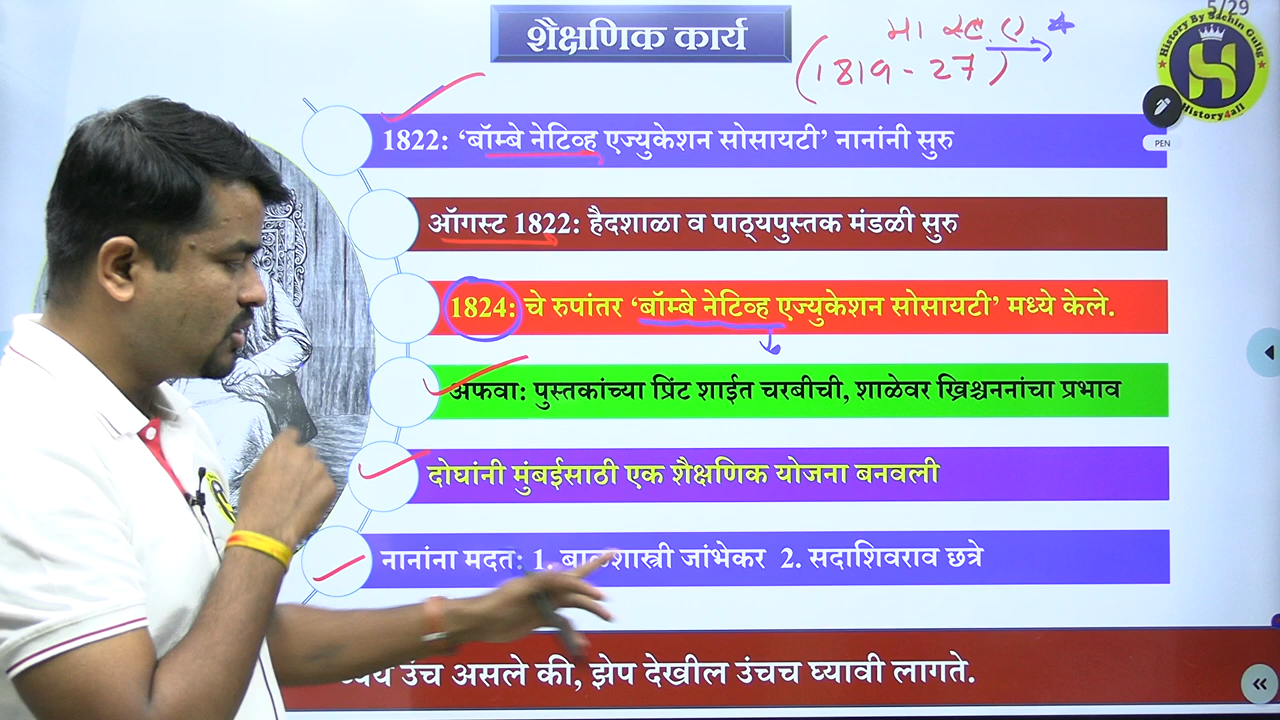 5/29
शैक्षणिक कार्य
मा स्ट. ए.
(1819 - 27)
History By Sachin Gulig
History4all
PEN
1822: ‘बॉम्बे नेटिव्ह एज्युकेशन सोसायटी’ नानांनी सुरु
ऑगस्ट 1822: हैदशाळा व पाठ्यपुस्तक मंडळी सुरु
1824: चे रुपांतर ‘बॉम्बे नेटिव्ह एज्युकेशन सोसायटी’ मध्ये केले.
अफवा: पुस्तकांच्या प्रिंट शाईत चरबीची, शाळेवर ख्रिश्चननांचा प्रभाव
दोघांनी मुंबईसाठी एक शैक्षणिक योजना बनवली
नानांना मदत: 1. बाळशास्त्री जांभेकर 2. सदाशिवराव छत्रे
उंच असले की, झेप देखील उंचच घ्यावी लागते.